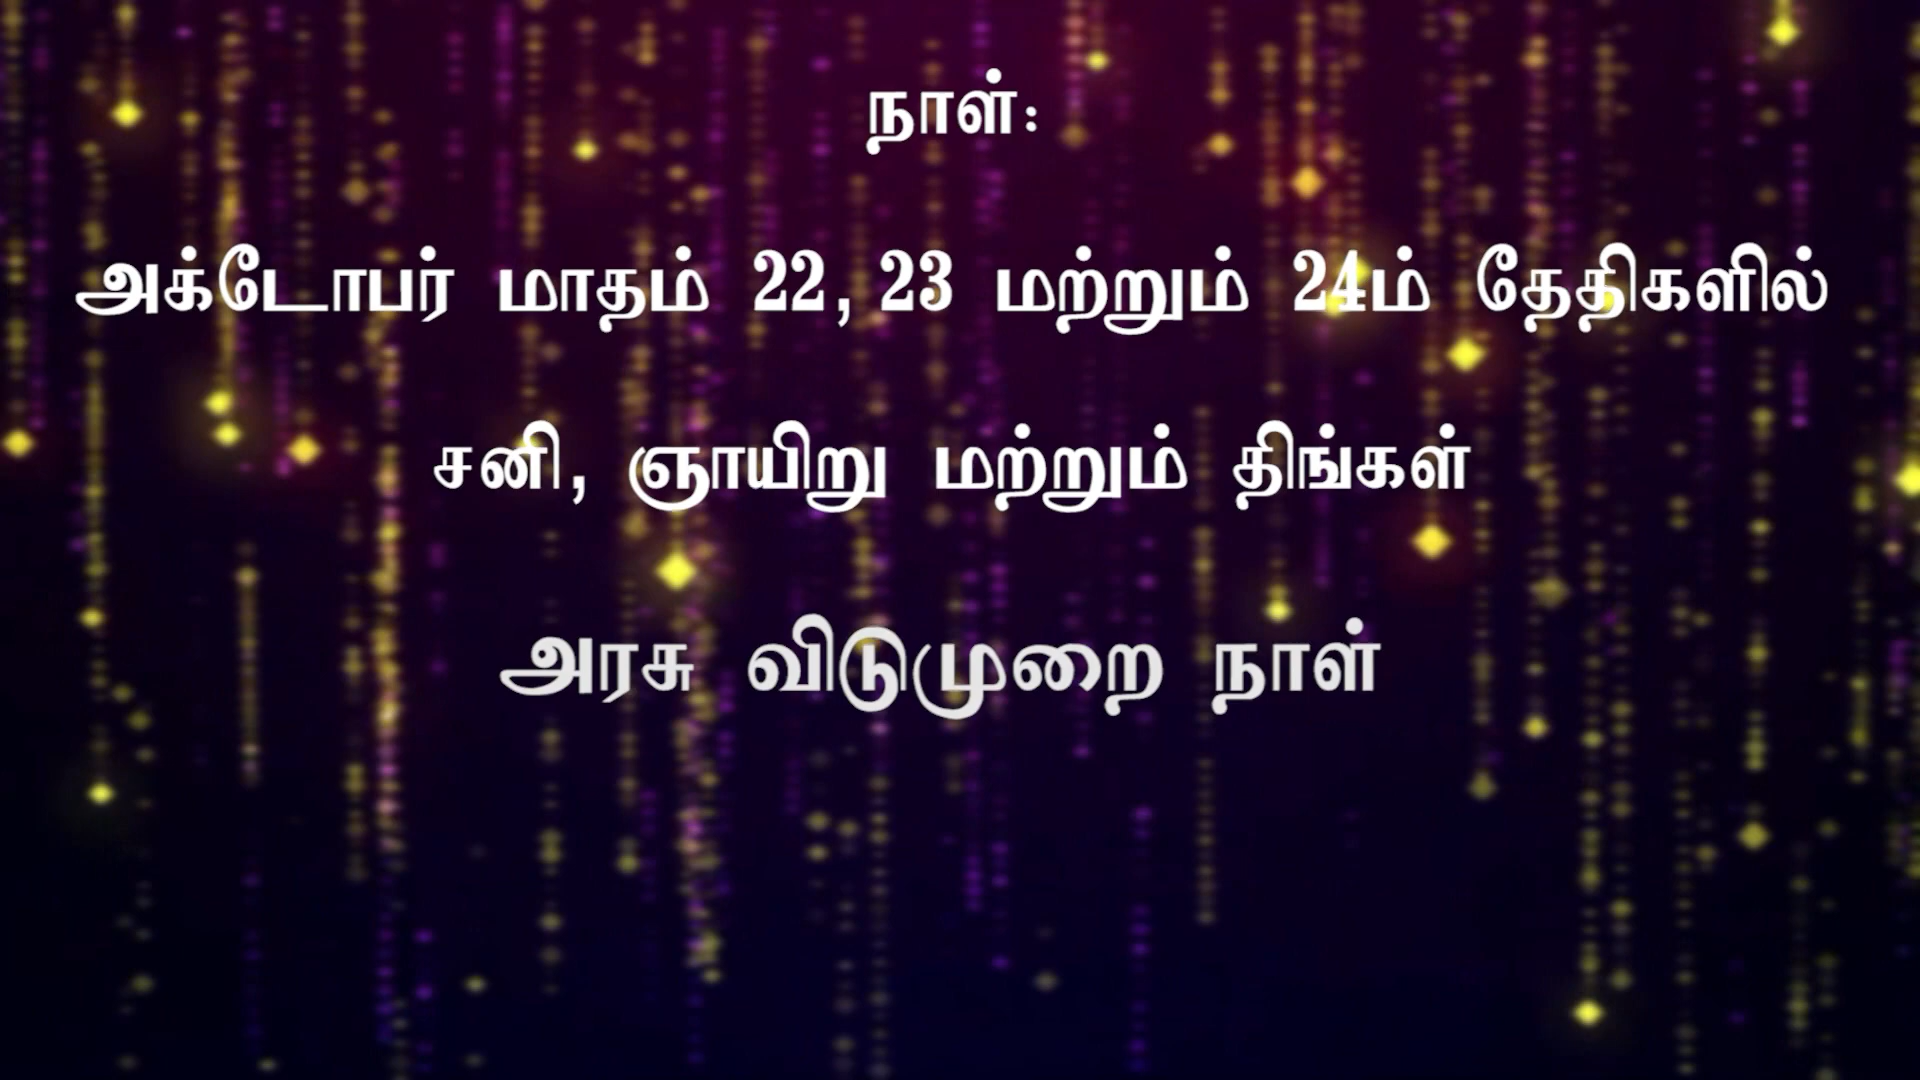 நாள்:
அக்டோபர் மாதம் 22, 23 மற்றும் 24ம் தேதிகளில்
சனி, ஞாயிறு மற்றும் திங்கள்
அரசு விடுமுறை நாள்